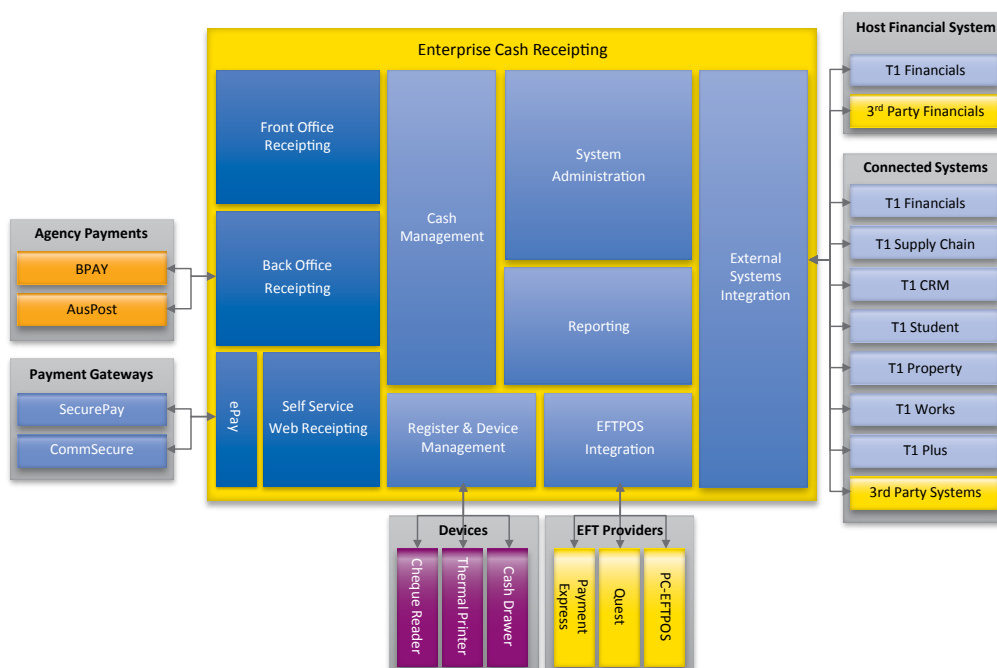 Enterprise Cash Receipting
Front Office
Receipting
Back Office
Receipting
ePay
Self Service
Web Receipting
Cash
Management
System
Administration
Reporting
Register & Device
Management
EFTPOS
Integration
External
Systems
Integration
Agency Payments
BPAY
AusPost
Payment Gateways
SecurePay
CommSecure
Host Financial System
T1 Financials
3rd Party Financials
Connected Systems
T1 Financials
T1 Supply Chain
T1 CRM
T1 Student
T1 Property
T1 Works
T1 Plus
3rd Party Systems
Devices
Cheque Reader
Thermal Printer
Cash Drawer
EFT Providers
Payment
Express
Quest
PC-EFTPOS